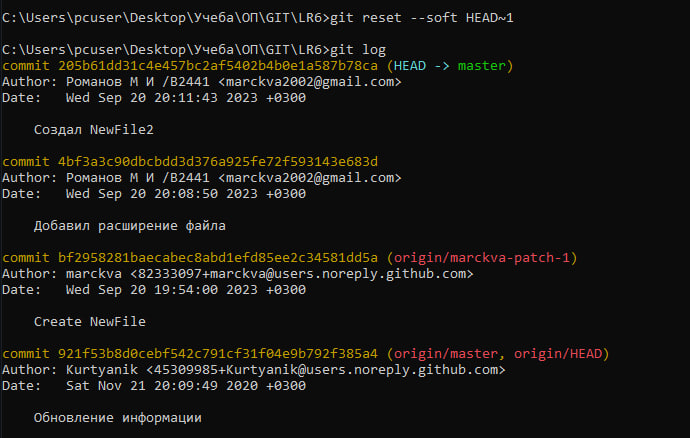 C:\Users\pcuser\Desktop\Учеба\ОП\GIT\LR6>git reset --soft HEAD~1
C:\Users\pcuser\Desktop\Учеба\ОП\GIT\LR6>git log
commit 205b61dd31c4e457bc2af5402b4b0e1a587b78ca (HEAD -> master)
Author: Романов М И /В2441 <marckva2002@gmail.com>
Date:   Wed Sep 20 20:11:43 2023 +0300
Создал NewFile2
commit 4bf3a3c90dbcbdd3d376a925fe72f593143e683d
Author: Романов М И /В2441 <marckva2002@gmail.com>
Date:   Wed Sep 20 20:08:50 2023 +0300
Добавил расширение файла
commit bf2958281baecabec8abd1efd85ee2c34581dd5a (origin/marckva-patch-1)
Author: marckva <82333097+marckva@users.noreply.github.com>
Date:   Wed Sep 20 19:54:00 2023 +0300
Create NewFile
commit 921f53b8d0cebf542c791cf31f04e9b792f385a4 (origin/master, origin/HEAD)
Author: Kurtyanik <45309985+Kurtyanik@users.noreply.github.com>
Date:   Sat Nov 21 20:09:49 2020 +0300
Обновление информации